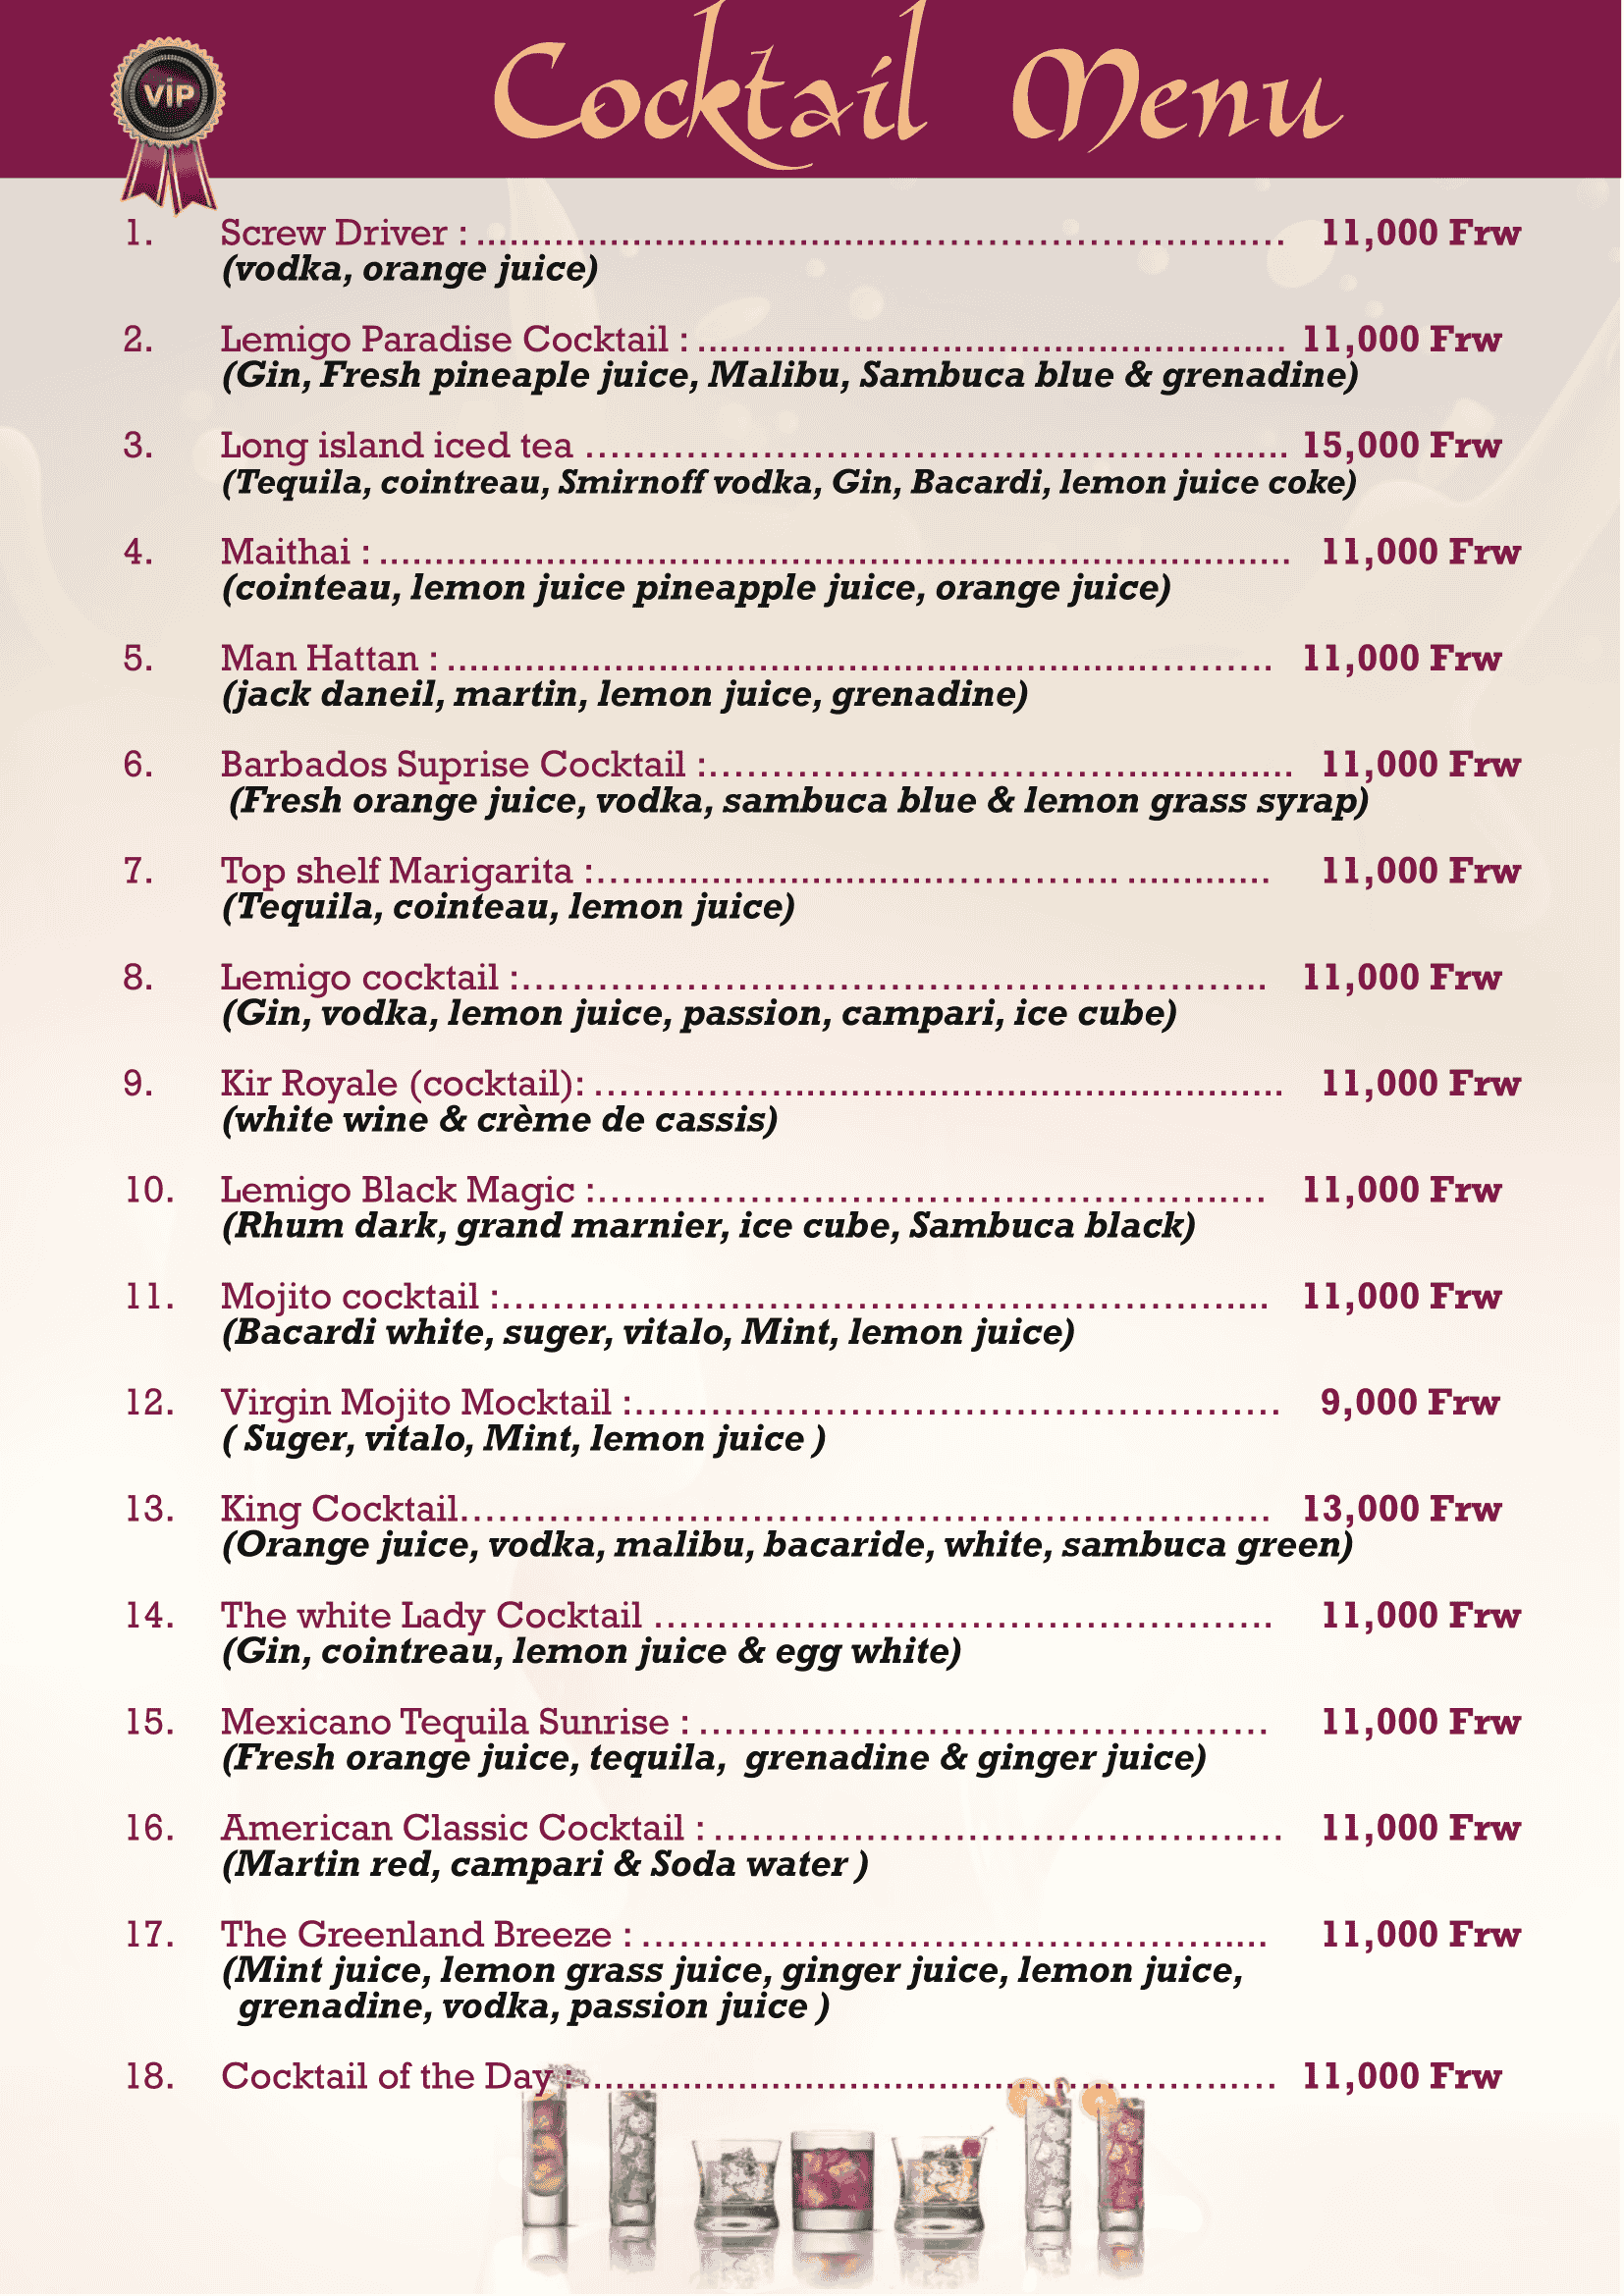 VIP
Cocktail Menu
1. Screw Driver : ........................................ 11,000 Frw
(vodka, orange juice)
2. Lemigo Paradise Cocktail : ........................................ 11,000 Frw
(Gin, Fresh pineaple juice, Malibu, Sambuca blue & grenadine)
3. Long island iced tea ........................................ 15,000 Frw
(Tequila, cointreau, Smirnoff vodka, Gin, Bacardi, lemon juice coke)
4. Maithai : ........................................ 11,000 Frw
(cointeau, lemon juice pineapple juice, orange juice)
5. Man Hattan : ........................................ 11,000 Frw
(jack daneil, martin, lemon juice, grenadine)
6. Barbados Suprise Cocktail :........................................ 11,000 Frw
(Fresh orange juice, vodka, sambuca blue & lemon grass syrap)
7. Top shelf Marigarita :........................................ 11,000 Frw
(Tequila, cointeau, lemon juice)
8. Lemigo cocktail :........................................ 11,000 Frw
(Gin, vodka, lemon juice, passion, campari, ice cube)
9. Kir Royale (cocktail): ........................................ 11,000 Frw
(white wine & crème de cassis)
10. Lemigo Black Magic :........................................ 11,000 Frw
(Rhum dark, grand marnier, ice cube, Sambuca black)
11. Mojito cocktail :........................................ 11,000 Frw
(Bacardi white, suger, vitalo, Mint, lemon juice)
12. Virgin Mojito Mocktail :........................................ 9,000 Frw
( Suger, vitalo, Mint, lemon juice )
13. King Cocktail........................................ 13,000 Frw
(Orange juice, vodka, malibu, bacaride, white, sambuca green)
14. The white Lady Cocktail ........................................ 11,000 Frw
(Gin, cointreau, lemon juice & egg white)
15. Mexicano Tequila Sunrise : ........................................ 11,000 Frw
(Fresh orange juice, tequila, grenadine & ginger juice)
16. American Classic Cocktail : ........................................ 11,000 Frw
(Martin red, campari & Soda water )
17. The Greenland Breeze : ........................................ 11,000 Frw
(Mint juice, lemon grass juice, ginger juice, lemon juice,
grenadine, vodka, passion juice )
18. Cocktail of the Day : ........................................ 11,000 Frw